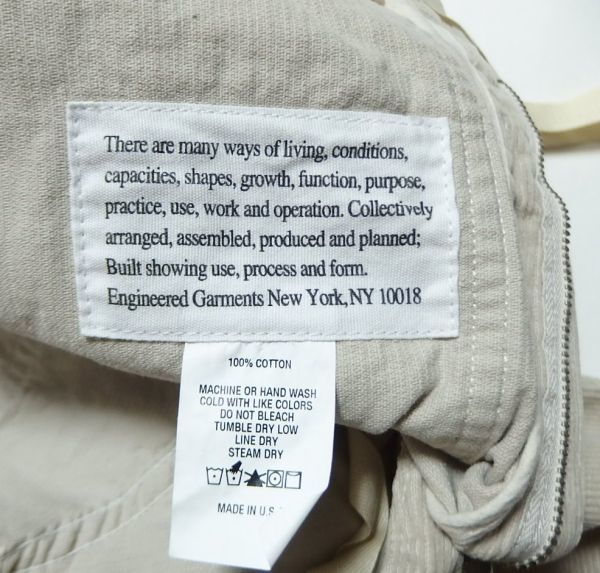 There are many ways of living, conditions,
capacities, shapes, growth, function, purpose,
practice, use, work and operation. Collectively
arranged, assembled, produced and planned;
Built showing use, process and form.
Engineered Garments New York, NY 10018
100% COTTON
MACHINE OR HAND WASH
COLD WITH LIKE COLORS
DO NOT BLEACH
TUMBLE DRY LOW
LINE DRY
STEAM DRY
MADE IN U.S.